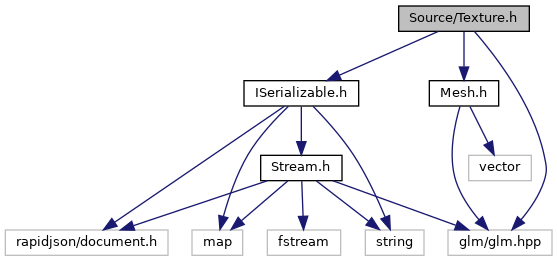 Source/Texture.h
ISerializable.h
Mesh.h
Stream.h
vector
rapidjson/document.h
map
fstream
string
glm/glm.hpp